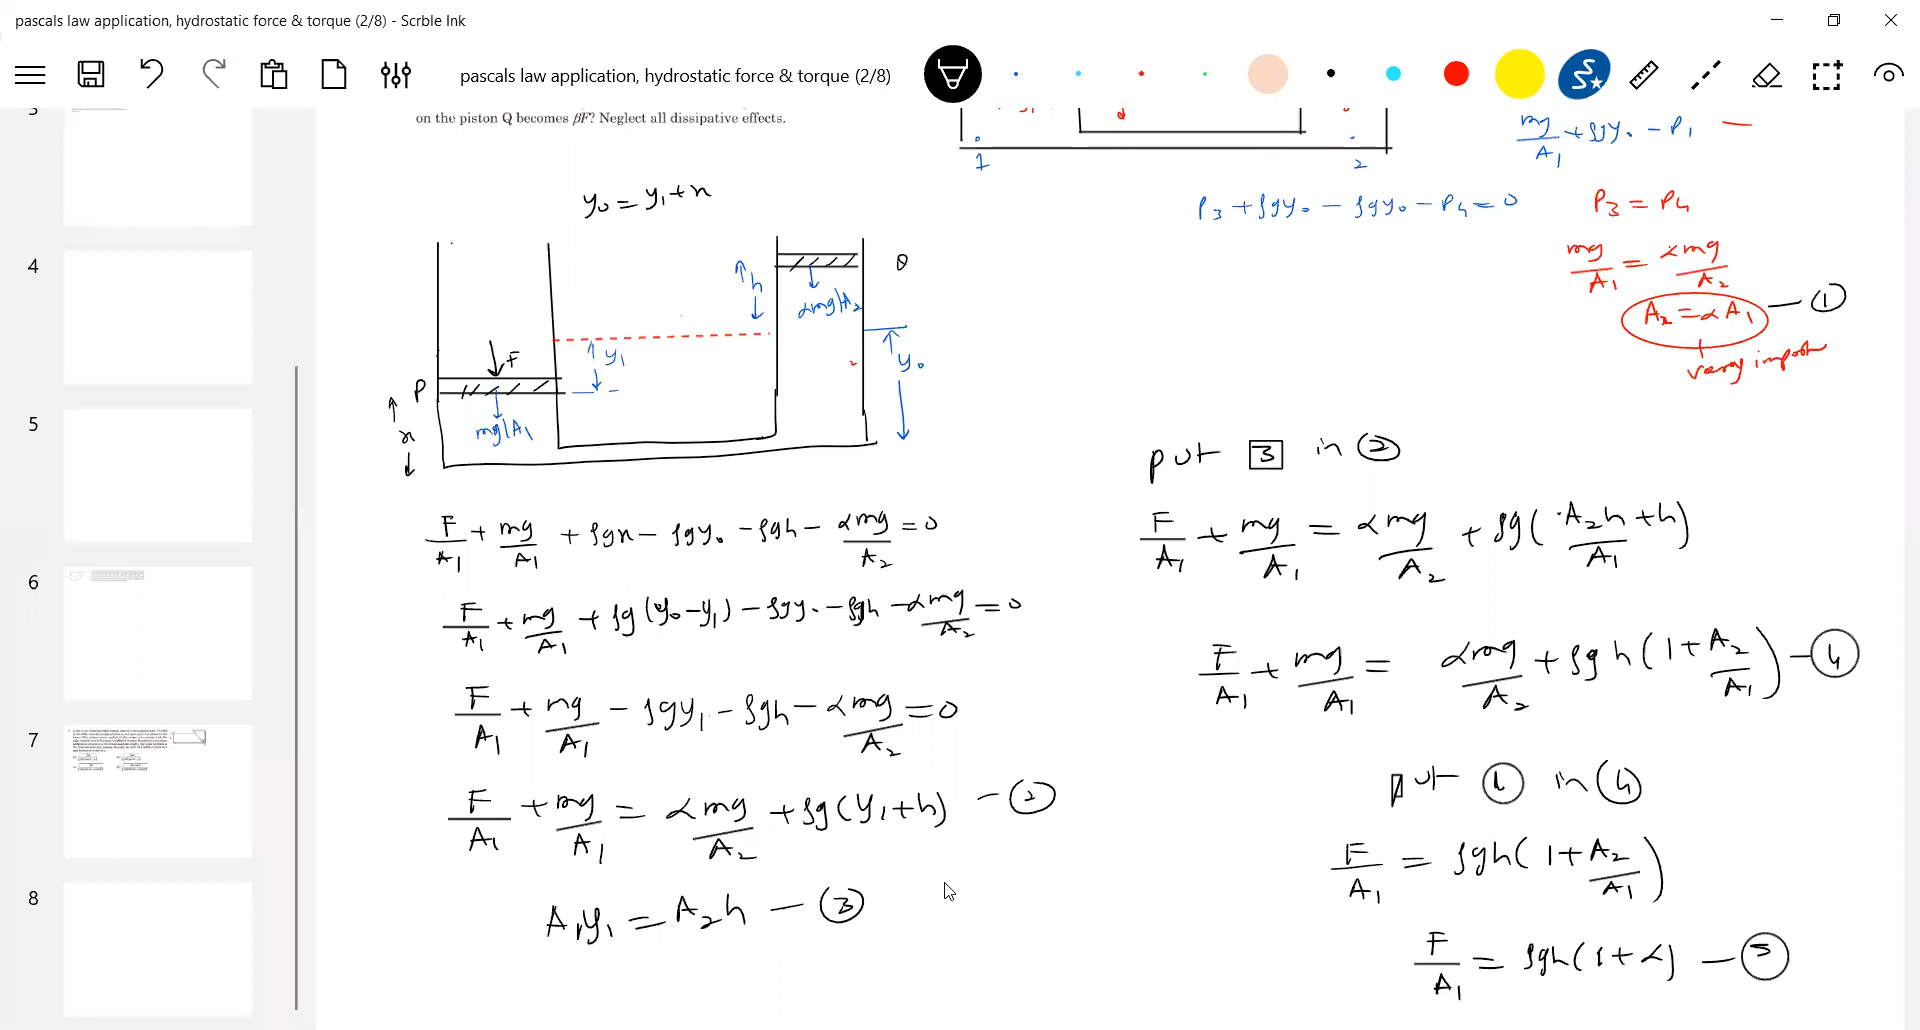 pascals law application, hydrostatic force & torque (2/8) - Scrble Ink
pascals law application, hydrostatic force & torque (2/8)
on the piston Q becomes βF? Neglect all dissipative effects.
3
4
5
6
7
8
1
2
mg/A₁ + ρgy₀ - P₁
P₃ + ρgy₀ - ρgy₀ - P₄ = 0
P₃ = P₄
mg/A₁ = αmg/A₂
A₂ = αA₁ — ①
very
y₀ = y₁ + x
h
Q
αmg/A₂
F
y₁
y₀
P
mg/A₁
x
F/A₁ + mg/A₁ + ρgx - ρgy₀ - ρgh - αmg/A₂ = 0
F/A₁ + mg/A₁ + ρg(y₀ - y₁) - ρgy₀ - ρgh - αmg/A₂ = 0
F/A₁ + mg/A₁ - ρgy₁ - ρgh - αmg/A₂ = 0
F/A₁ + mg/A₁ = αmg/A₂ + ρg(y₁ + h) — ②
A₁y₁ = A₂h — ③
put 3 in ②
F/A₁ + mg/A₁ = αmg/A₂ + ρg(A₂h/A₁ + h)
F/A₁ + mg/A₁ = αmg/A₂ + ρgh(1 + A₂/A₁) — ④
put ① in ④
F/A₁ = ρgh(1 + A₂/A₁)
F/A₁ = ρgh(1 + α) — ⑤